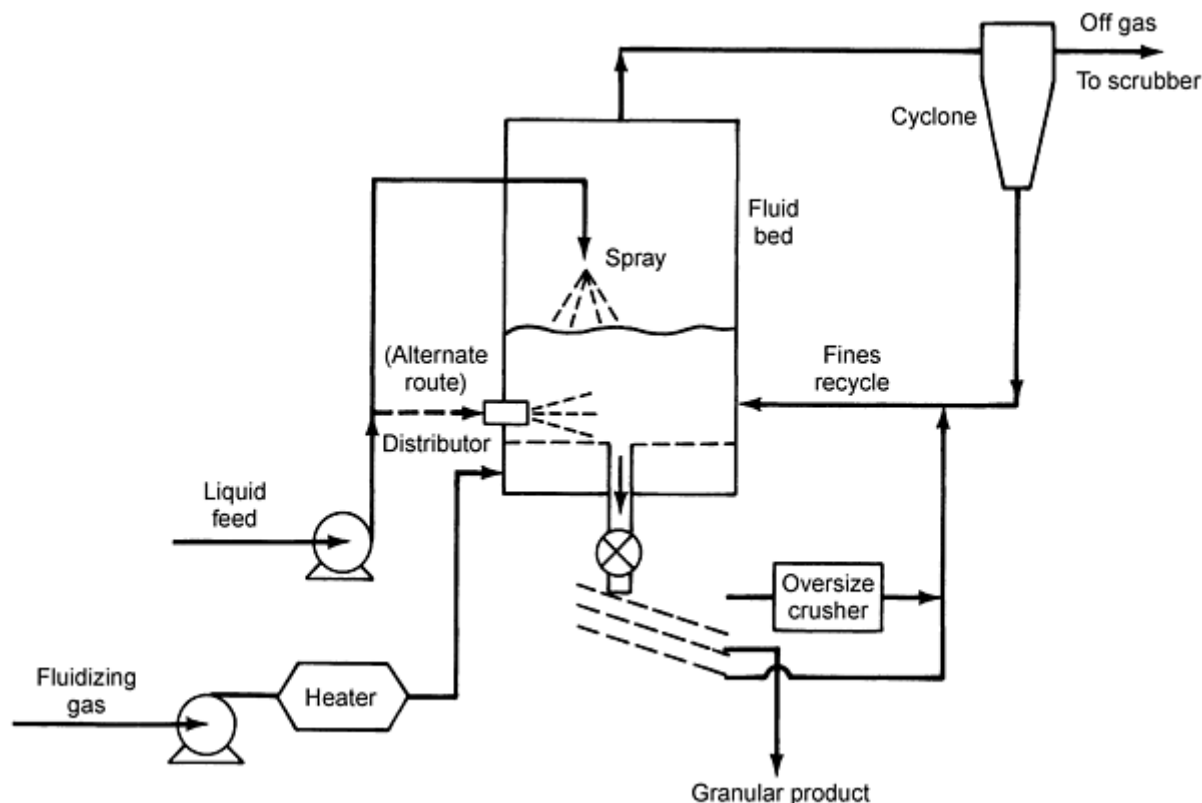 Off gas
To scrubber
Cyclone
Fluid
bed
Spray
(Alternate
route)
Fines
recycle
Distributor
Liquid
feed
Oversize
crusher
Fluidizing
gas
Heater
Granular product